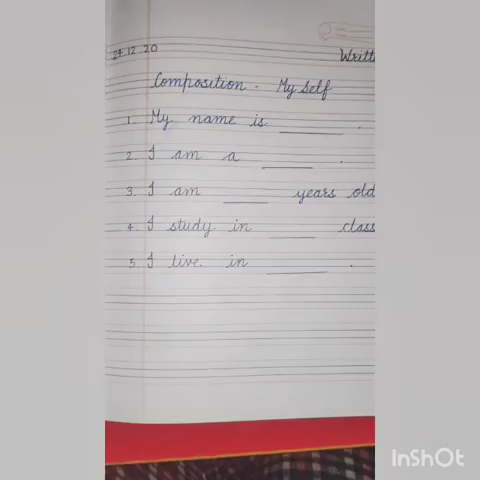 24.12.20
Writt
Composition - My Self
1. My name is ______ .
2. I am a ______ .
3. I am ______ years old
4. I study in ______ class
5. I live in ______ .
InShOt